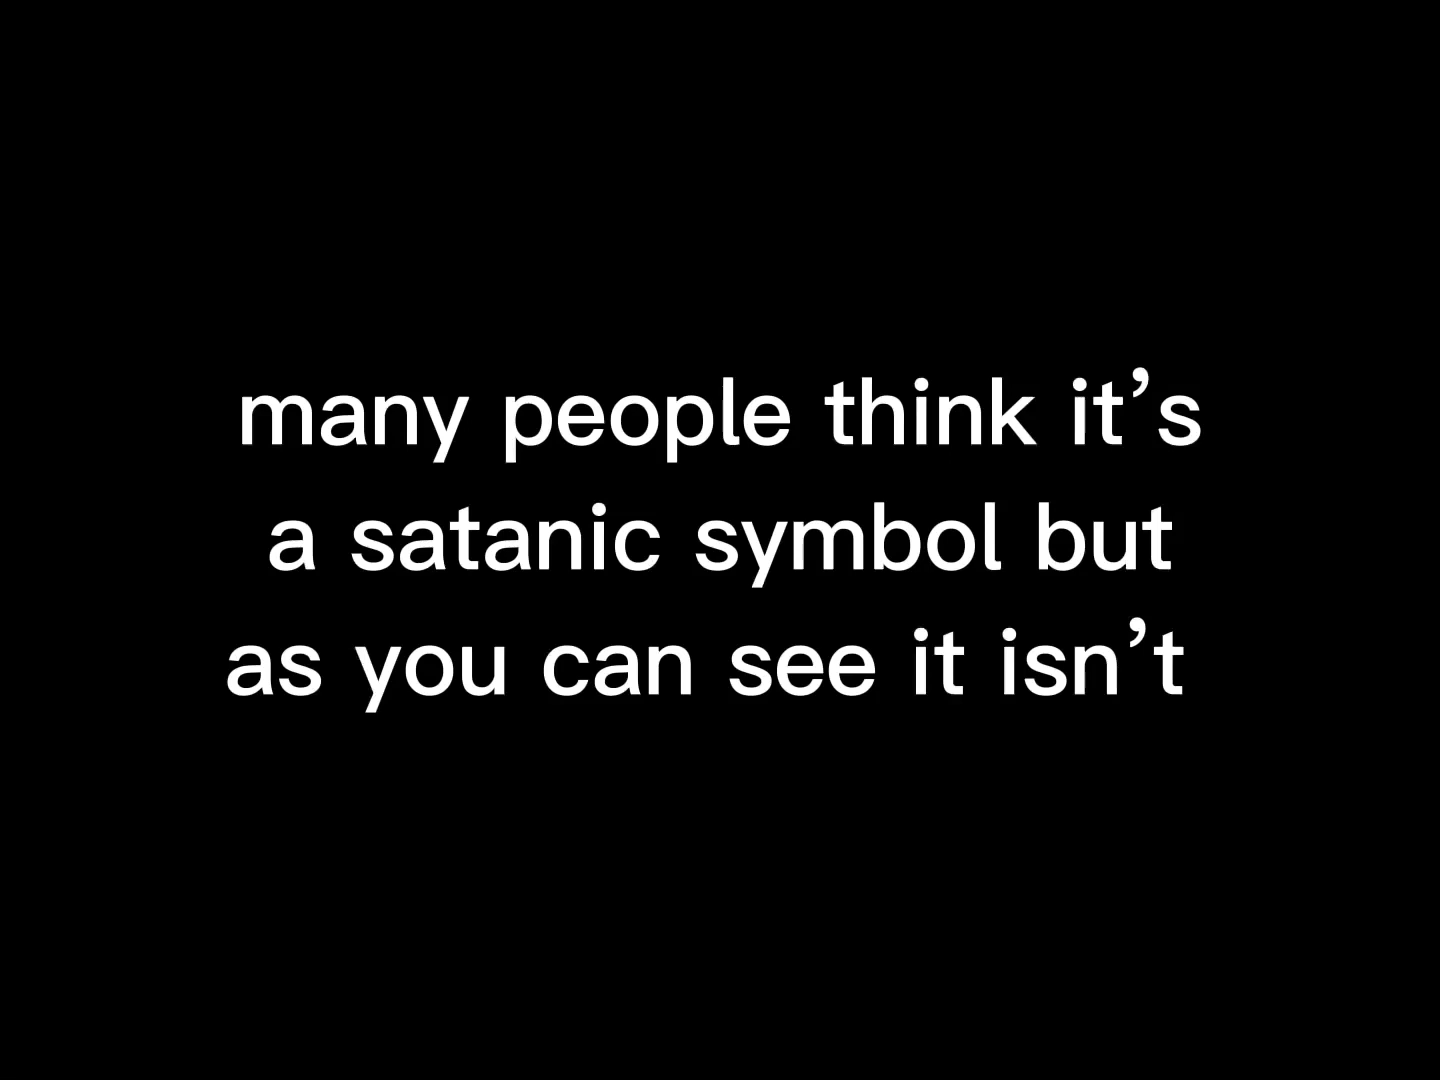 many people think it’s
a satanic symbol but
as you can see it isn’t